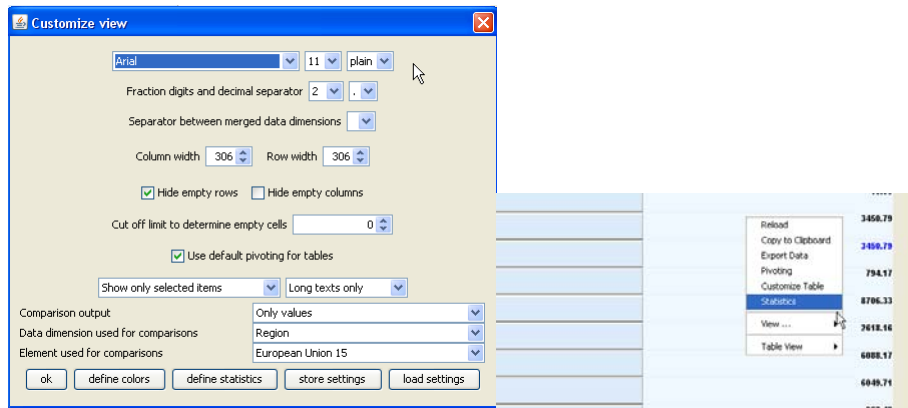 Customize view
Arial 11 plain
Fraction digits and decimal separator 2 .
Separator between merged data dimensions
Column width 306 Row width 306
Hide empty rows Hide empty columns
Cut off limit to determine empty cells 0
Use default pivoting for tables
Show only selected items Long texts only
Comparison output Only values
Data dimension used for comparisons Region
Element used for comparisons European Union 15
ok define colors define statistics store settings load settings
Reload
Copy to Clipboard
Export Data
Pivoting
Customize Table
Statistics
View ...
Table View
3450.79
3450.79
794.17
8706.33
2618.16
6088.17
6049.71